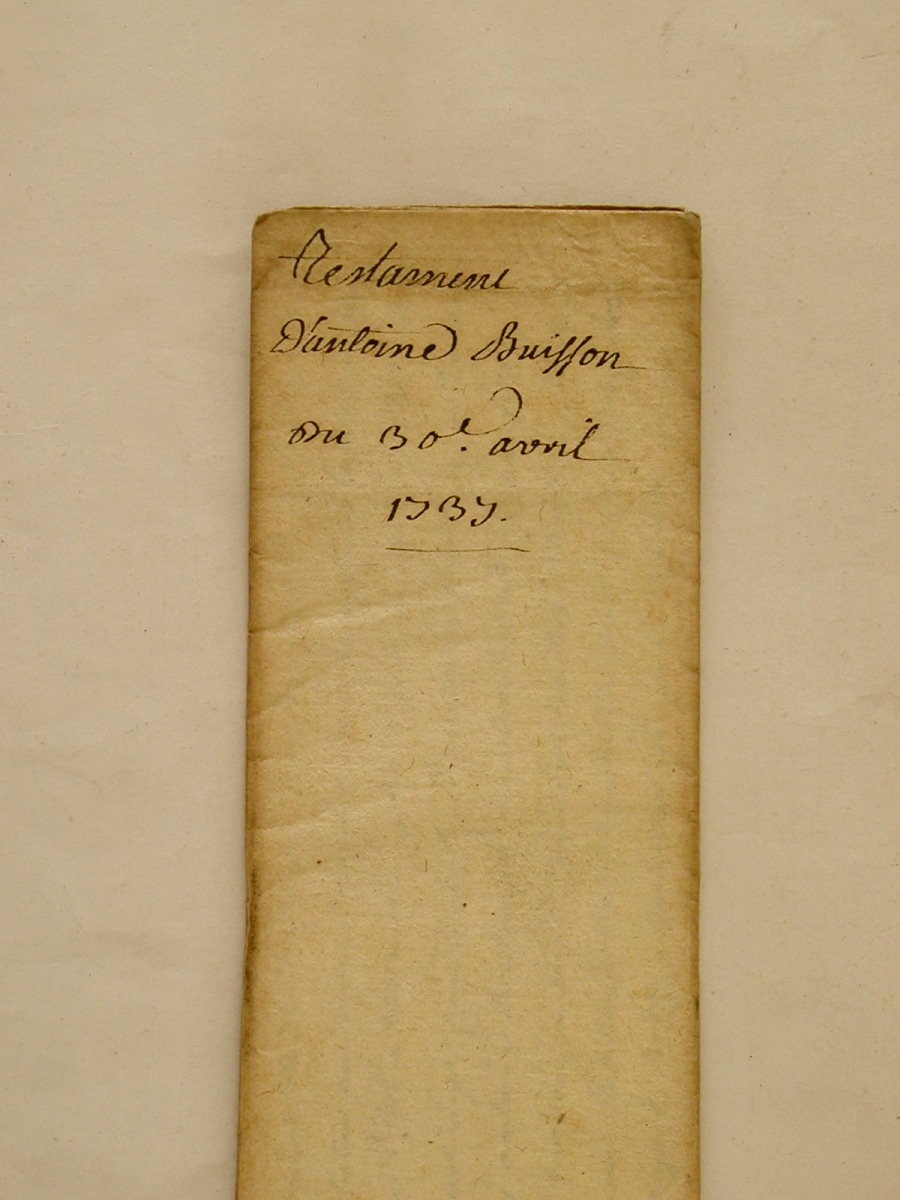 Testament
D'antoine Buisson
Du 30e. avril
1737.